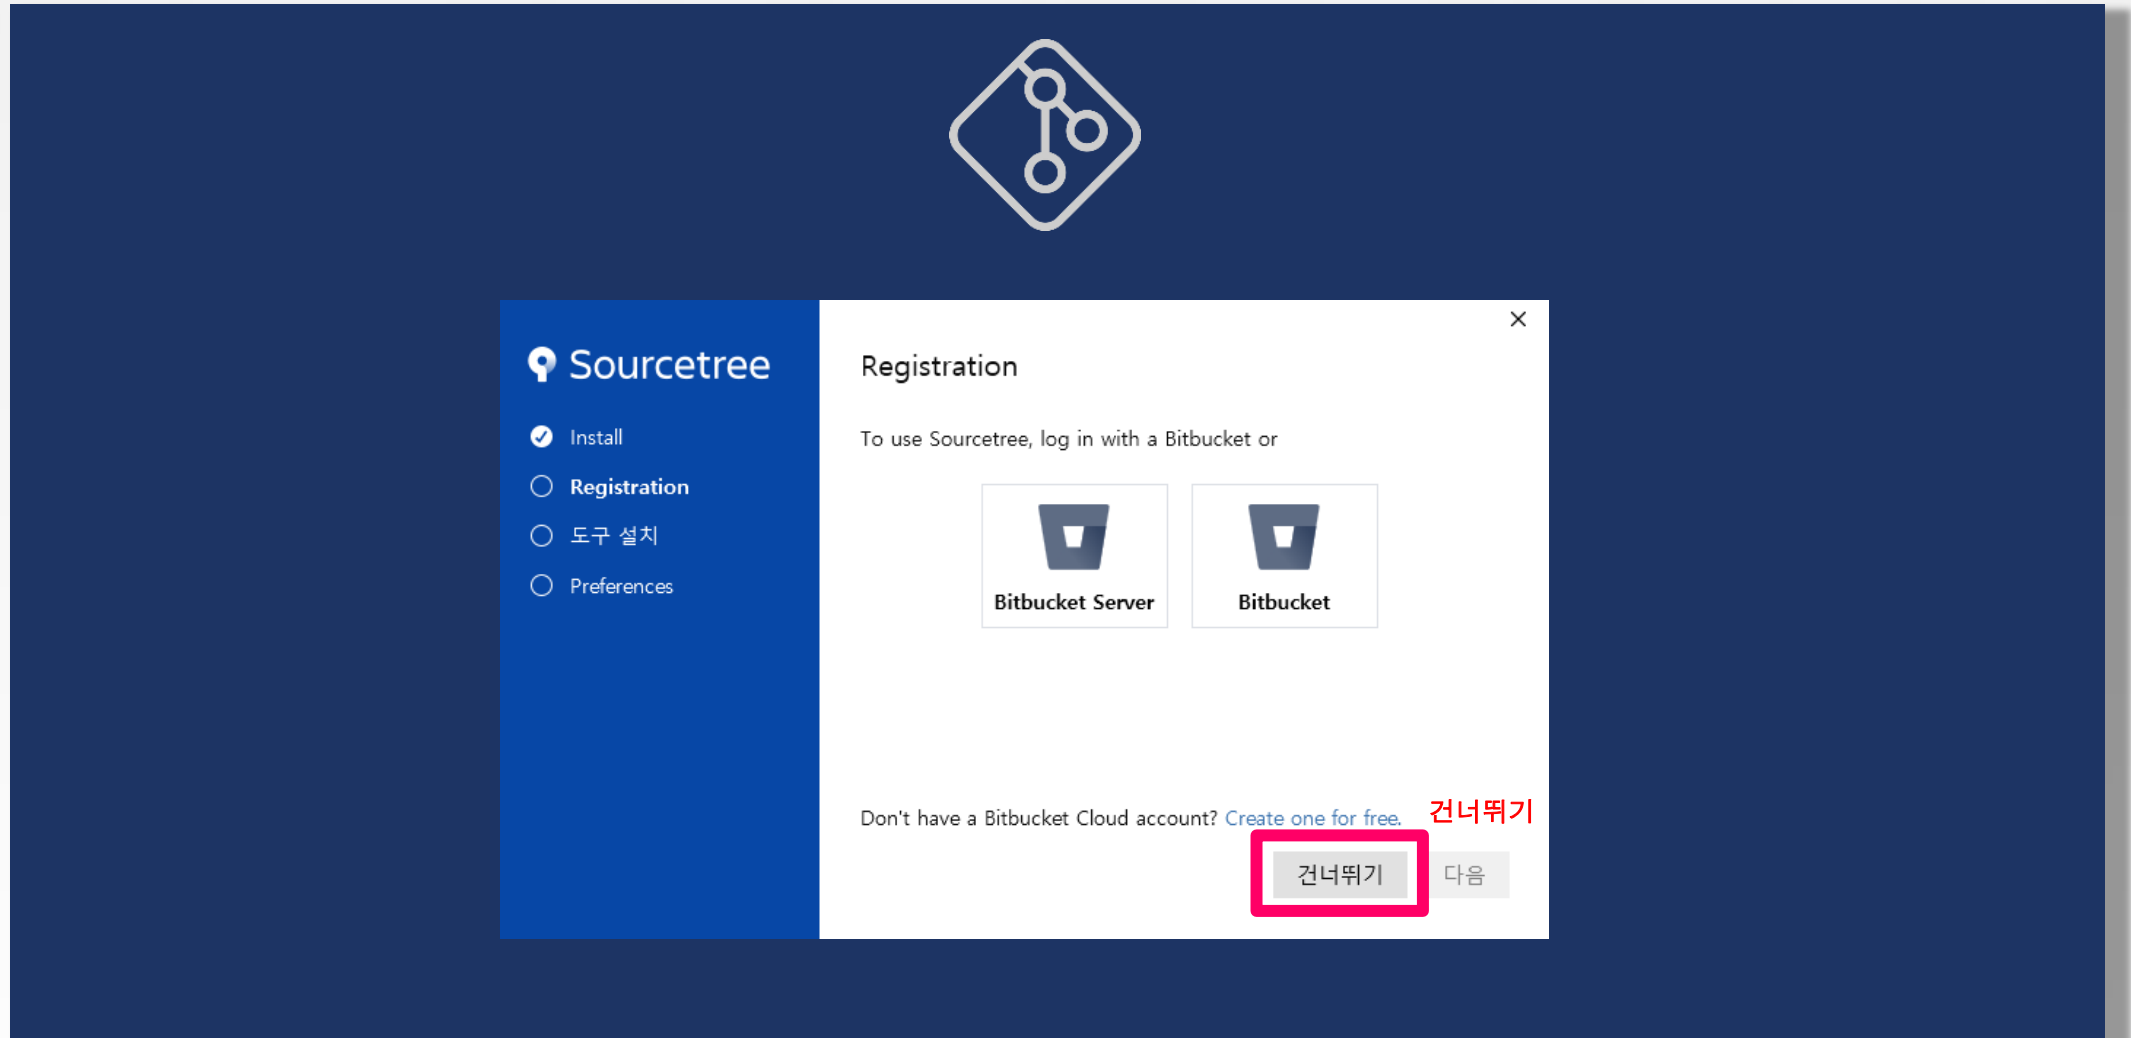 Sourcetree
Install
Registration
도구 설치
Preferences
Registration
To use Sourcetree, log in with a Bitbucket or
Bitbucket Server
Bitbucket
Don't have a Bitbucket Cloud account? Create one for free.
건너뛰기
건너뛰기
다음